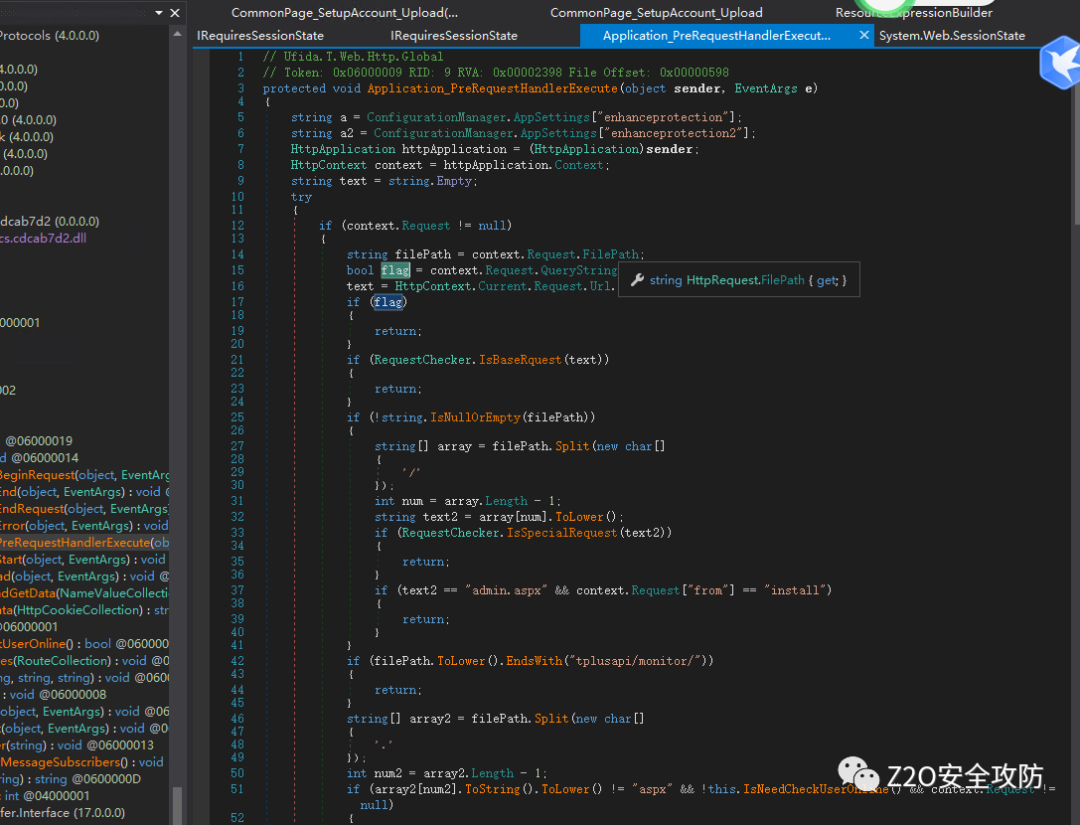 CommonPage_SetupAccount_Upload(...
CommonPage_SetupAccount_Upload
IRequiresSessionState
IRequiresSessionState
Application_PreRequestHandlerExecut...
System.Web.SessionState
Protocols (4.0.0.0)
4.0.0.0)
0.0.0)
0.0)
0 (4.0.0.0)
k (4.0.0.0)
(4.0.0.0)
.0.0.0)
dcab7d2 (0.0.0.0)
cs.cdcab7d2.dll
000001
002
@06000019
d @06000014
BeginRequest(object, EventArg
End(object, EventArgs) : void @
EndRequest(object, EventArgs)
Error(object, EventArgs) : void
PreRequestHandlerExecute(ob
Start(object, EventArgs) : void
ad(object, EventArgs) : void @
ndGetData(NameValueCollecti
ata(HttpCookieCollection) : str
@06000001
tUserOnline() : bool @060000
es(RouteCollection) : void @0
ng, string, string) : void @060
: void @06000008
object, EventArgs) : void @06
t(object, EventArgs) : void @0
er(string) : void @06000013
MessageSubscribers() : void
ring) : string @0600000D
: int @04000001
fer.Interface (17.0.0.0)
1 // Ufida.T.Web.Http.Global
2 // Token: 0x06000009 RID: 9 RVA: 0x00002398 File Offset: 0x00000598
3 protected void Application_PreRequestHandlerExecute(object sender, EventArgs e)
4 {
5 string a = ConfigurationManager.AppSettings["enhanceprotection"];
6 string a2 = ConfigurationManager.AppSettings["enhanceprotection2"];
7 HttpApplication httpApplication = (HttpApplication)sender;
8 HttpContext context = httpApplication.Context;
9 string text = string.Empty;
10 try
11 {
12 if (context.Request != null)
13 {
14 string filePath = context.Request.FilePath;
15 bool flag = context.Request.QueryString
16 text = HttpContext.Current.Request.Url.
string HttpRequest.FilePath { get; }
17 if (flag)
18 {
19 return;
20 }
21 if (RequestChecker.IsBaseRquest(text))
22 {
23 return;
24 }
25 if (!string.IsNullOrEmpty(filePath))
26 {
27 string[] array = filePath.Split(new char[]
28 {
29 '/'
30 });
31 int num = array.Length - 1;
32 string text2 = array[num].ToLower();
33 if (RequestChecker.IsSpecialRequest(text2))
34 {
35 return;
36 }
37 if (text2 == "admin.aspx" && context.Request["from"] == "install")
38 {
39 return;
40 }
41 }
42 if (filePath.ToLower().EndsWith("tplusapi/monitor/"))
43 {
44 return;
45 }
46 string[] array2 = filePath.Split(new char[]
47 {
48 '.'
49 });
50 int num2 = array2.Length - 1;
51 if (array2[num2].ToString().ToLower() != "aspx" && !this.IsNeedCheckUserOnline() && context.Request !=
null)
52 {
Z2O安全攻防